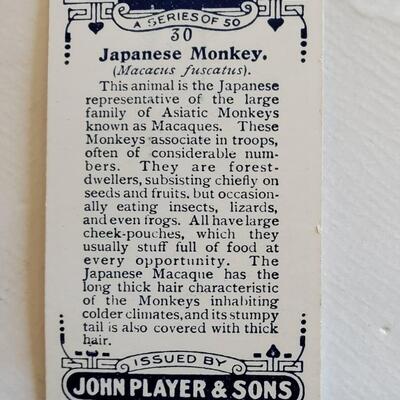 A SERIES OF 50
30
Japanese Monkey.
(Macacus fuscatus).
This animal is the Japanese
representative of the large
family of Asiatic Monkeys
known as Macaques. These
Monkeys associate in troops,
often of considerable num-
bers. They are forest-
dwellers, subsisting chiefly on
seeds and fruits, but occasion-
ally eating insects, lizards,
and even frogs. All have large
cheek-pouches, which they
usually stuff full of food at
every opportunity. The
Japanese Macaque has the
long thick hair characteristic
of the Monkeys inhabiting
colder climates, and its stumpy
tail is also covered with thick
hair.
ISSUED BY
JOHN PLAYER & SONS